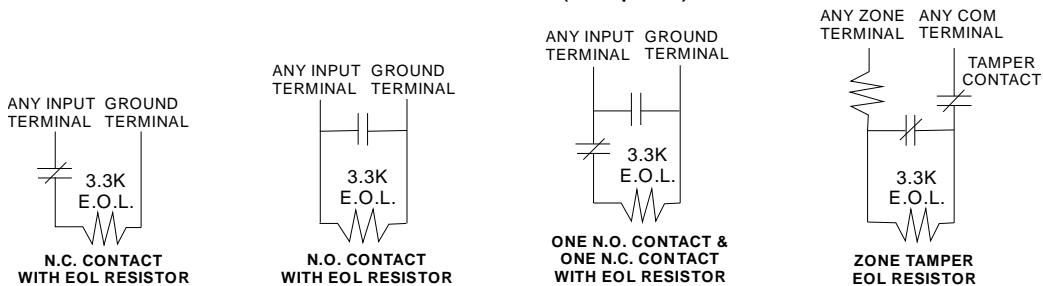 ANY INPUT GROUND
TERMINAL TERMINAL
3.3K
E.O.L.
N.C. CONTACT
WITH EOL RESISTOR
ANY INPUT GROUND
TERMINAL TERMINAL
3.3K
E.O.L.
N.O. CONTACT
WITH EOL RESISTOR
ANY INPUT GROUND
TERMINAL TERMINAL
3.3K
E.O.L.
ONE N.O. CONTACT &
ONE N.C. CONTACT
WITH EOL RESISTOR
ANY ZONE ANY COM
TERMINAL TERMINAL
TAMPER
CONTACT
3.3K
E.O.L.
ZONE TAMPER
EOL RESISTOR